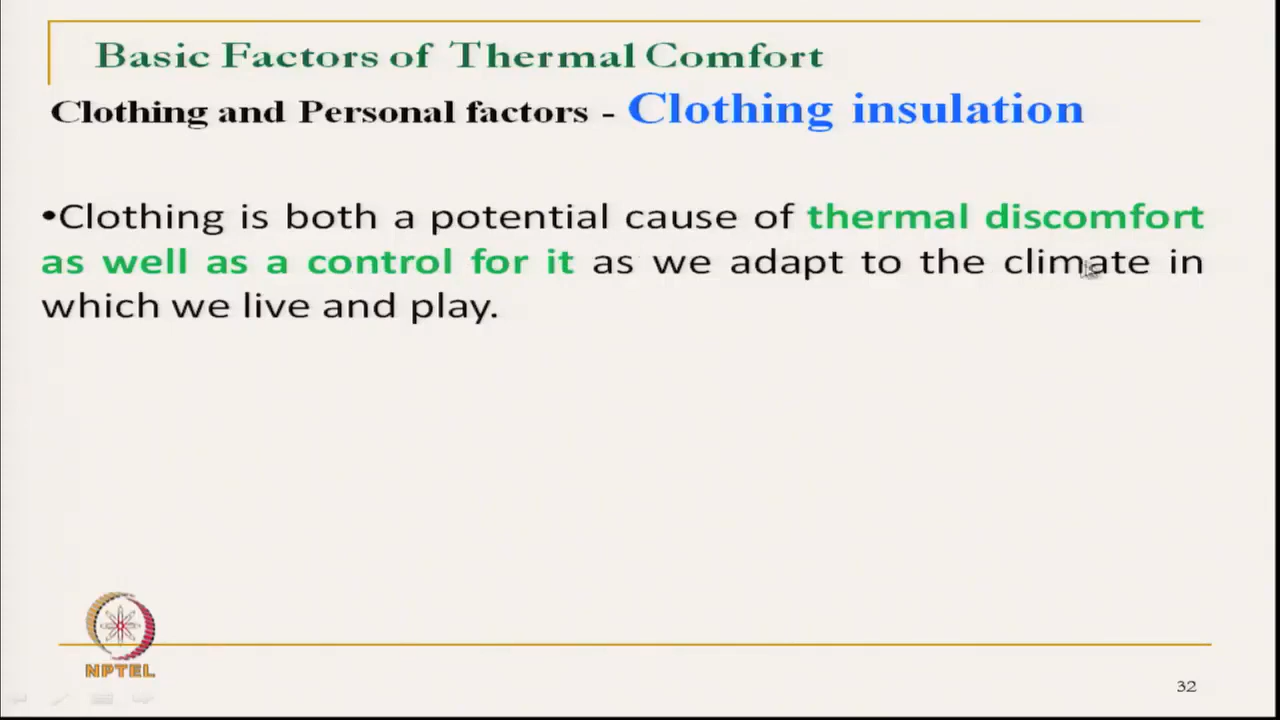 Basic Factors of Thermal Comfort
Clothing and Personal factors - Clothing insulation
•Clothing is both a potential cause of thermal discomfort
as well as a control for it as we adapt to the climate in
which we live and play.
NPTEL
32